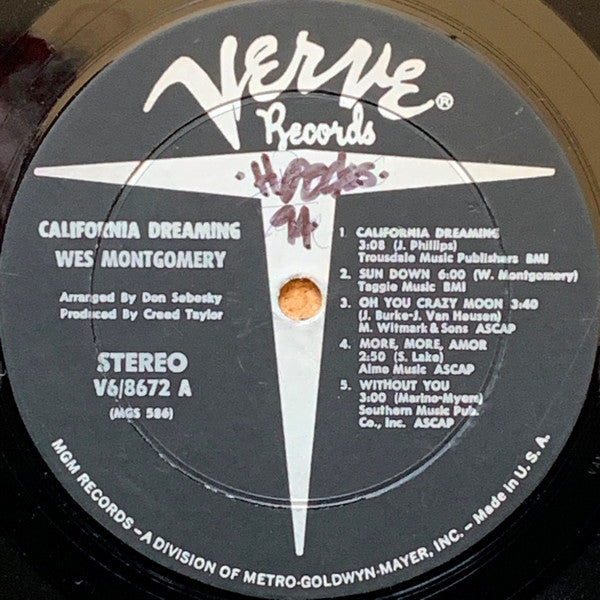 VERVE®
Records
CALIFORNIA DREAMING
WES MONTGOMERY
Arranged By Don Sebesky
Produced By Creed Taylor
STEREO
V6/8672 A
(MGS 586)
1. CALIFORNIA DREAMING
3:08 (J. Phillips)
Trousdale Music Publishers BMI
2. SUN DOWN 6:00 (W. Montgomery)
Taggie Music BMI
3. OH YOU CRAZY MOON 3:40
(J. Burke-J. Van Heusen)
M. Witmark & Sons ASCAP
4. MORE, MORE, AMOR
2:50 (S. Lake)
Almo Music ASCAP
5. WITHOUT YOU
3:00 (Marino-Myers)
Southern Music Pub.
Co., Inc. ASCAP
MGM RECORDS – A DIVISION OF METRO-GOLDWYN-MAYER, INC. – Made in U.S.A.